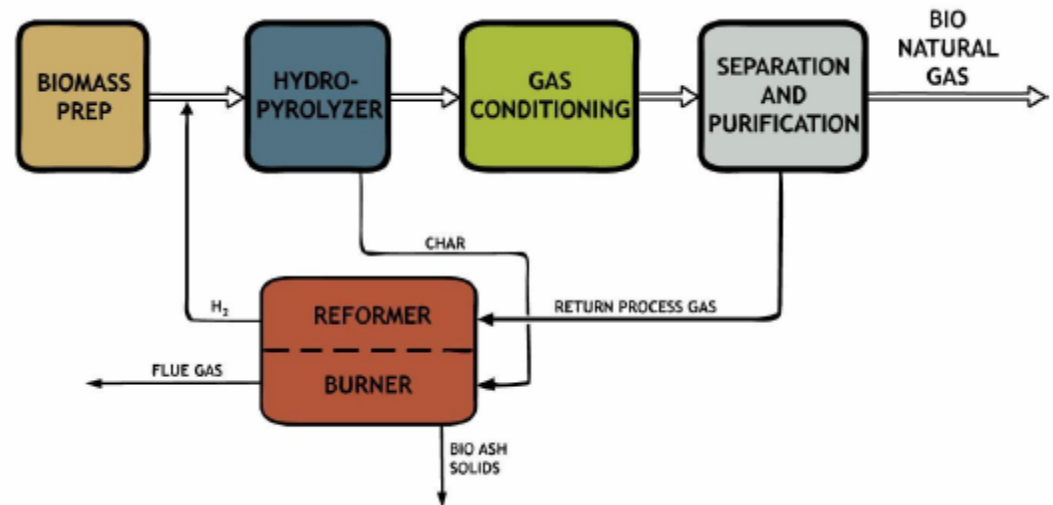 BIOMASS
PREP
HYDRO-
PYROLYZER
GAS
CONDITIONING
SEPARATION
AND
PURIFICATION
BIO
NATURAL
GAS
CHAR
H₂
REFORMER
RETURN PROCESS GAS
FLUE GAS
BURNER
BIO ASH
SOLIDS